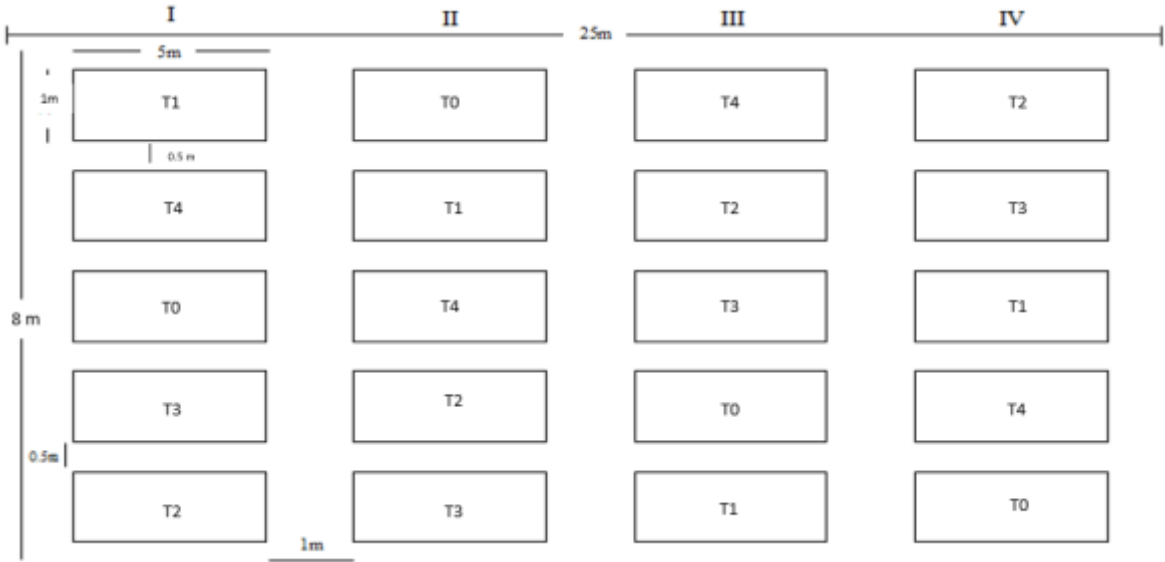 I II III IV
25m
5m
1m T1 T0 T4 T2
0.5 m
T4 T1 T2 T3
T0 T4 T3 T1
8 m
T3 T2 T0 T4
0.5m
T2 T3 T1 T0
1m